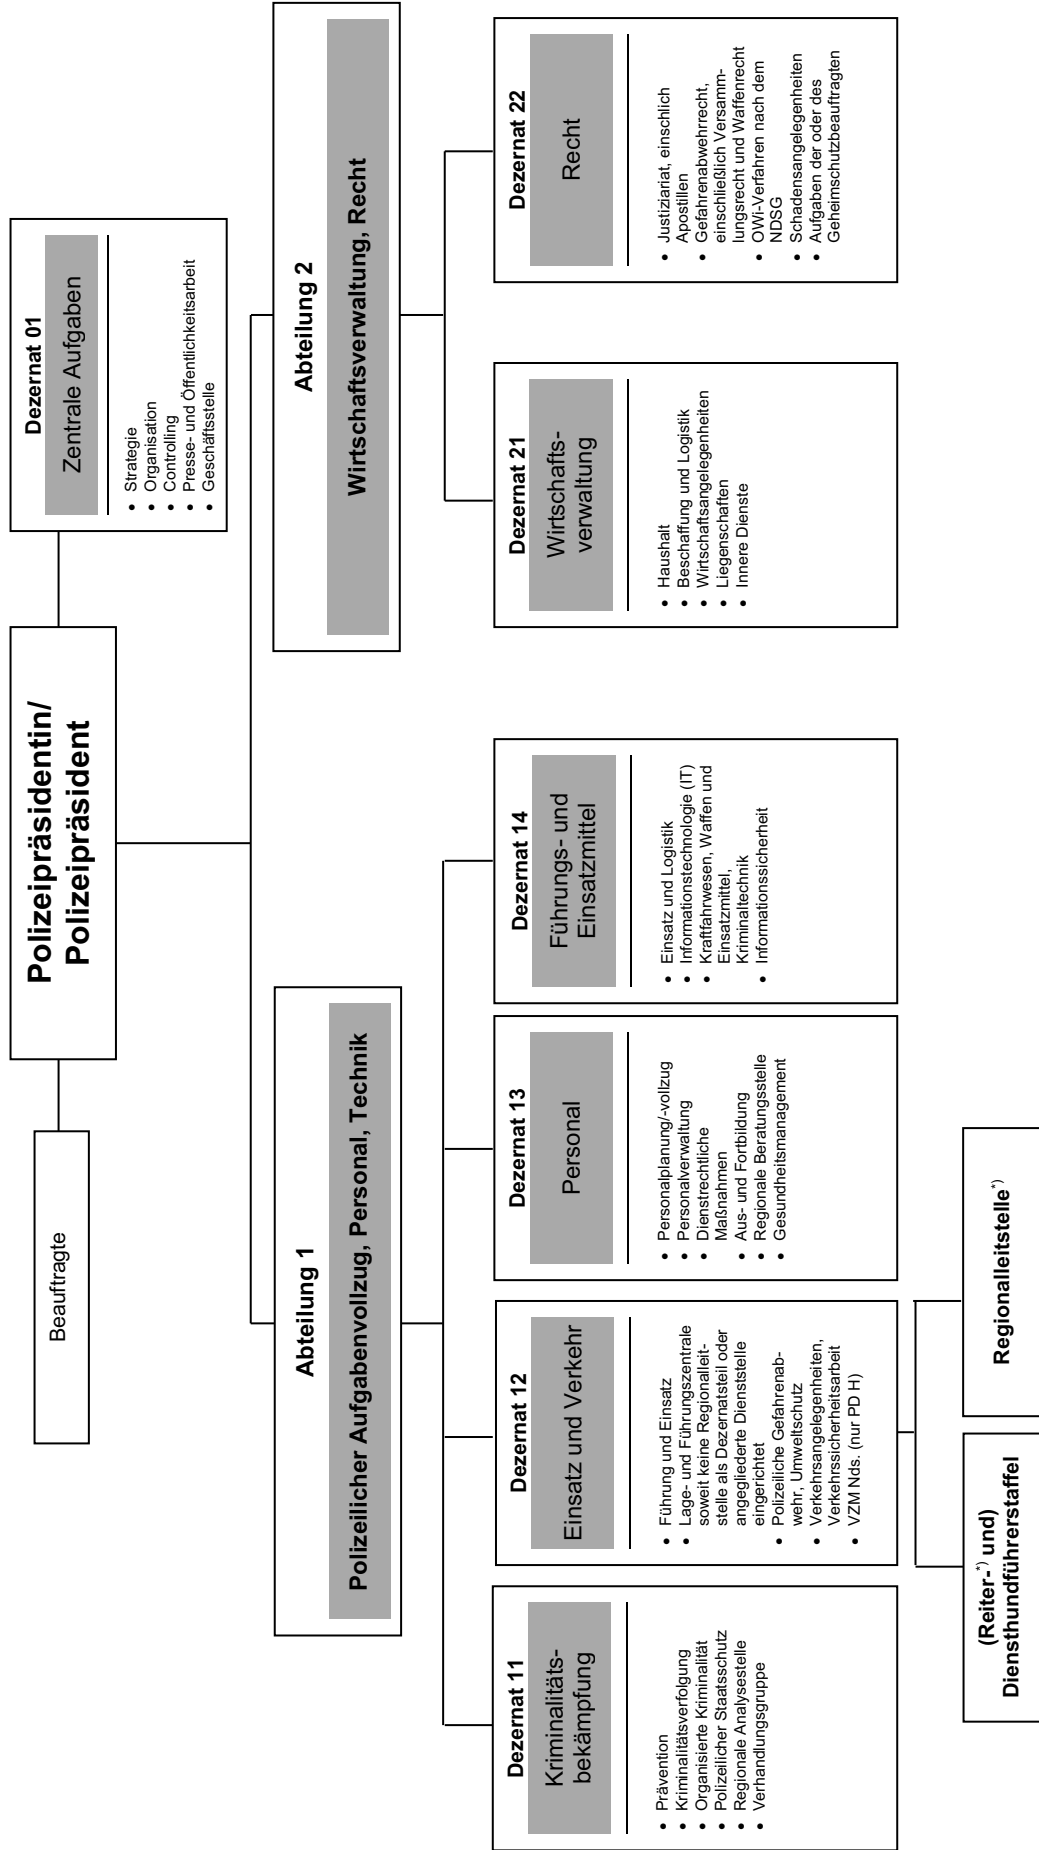 Polizeipräsidentin/
Polizeipräsident
Beauftragte
Dezernat 01
Zentrale Aufgaben
• Strategie
• Organisation
• Controlling
• Presse- und Öffentlichkeitsarbeit
• Geschäftsstelle
Abteilung 1
Polizeilicher Aufgabenvollzug, Personal, Technik
Abteilung 2
Wirtschaftsverwaltung, Recht
Dezernat 11
Kriminalitäts-
bekämpfung
• Prävention
• Kriminalitätsverfolgung
• Organisierte Kriminalität
• Polizeilicher Staatsschutz
• Regionale Analysestelle
• Verhandlungsgruppe
Dezernat 12
Einsatz und Verkehr
• Führung und Einsatz
• Lage- und Führungszentrale
soweit keine Regionalleit-
stelle als Dezernatsteil oder
angegliederte Dienststelle
eingerichtet
• Polizeiliche Gefahrenab-
wehr, Umweltschutz
• Verkehrsangelegenheiten,
Verkehrssicherheitsarbeit
• VZM Nds. (nur PD H)
Dezernat 13
Personal
• Personalplanung/-vollzug
• Personalverwaltung
• Dienstrechtliche
Maßnahmen
• Aus- und Fortbildung
• Regionale Beratungsstelle
• Gesundheitsmanagement
Dezernat 14
Führungs- und
Einsatzmittel
• Einsatz und Logistik
• Informationstechnologie (IT)
• Kraftfahrwesen, Waffen und
Einsatzmittel,
Kriminaltechnik
• Informationssicherheit
Dezernat 21
Wirtschafts-
verwaltung
• Haushalt
• Beschaffung und Logistik
• Wirtschaftsangelegenheiten
• Liegenschaften
• Innere Dienste
Dezernat 22
Recht
• Justiziariat, einschlich
Apostillen
• Gefahrenabwehrrecht,
einschließlich Versamm-
lungsrecht und Waffenrecht
• OWi-Verfahren nach dem
NDSG
• Schadensangelegenheiten
• Aufgaben der oder des
Geheimschutzbeauftragten
(Reiter-*) und)
Diensthundführerstaffel
Regionalleitstelle*)